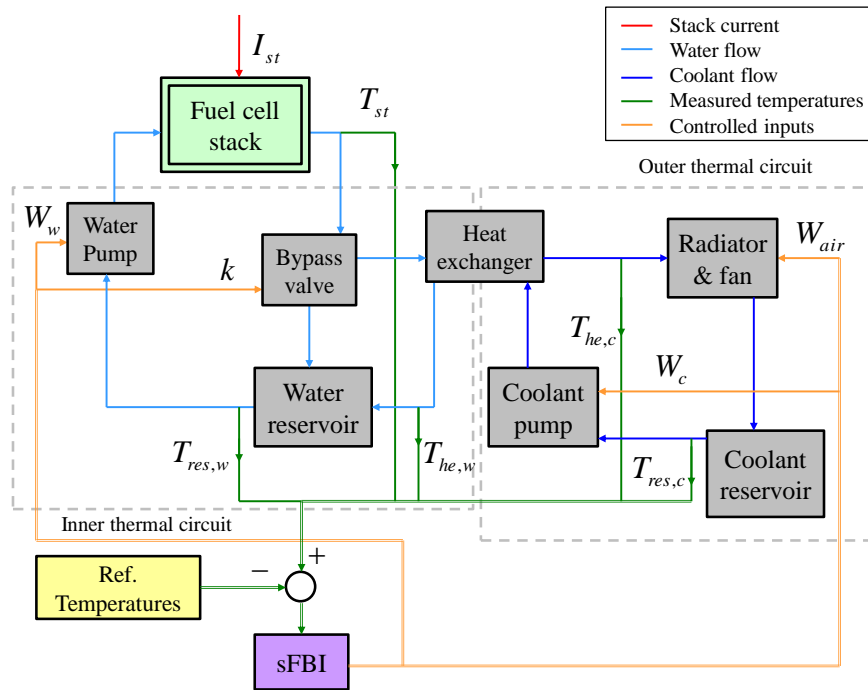 I_st
Stack current
Water flow
Coolant flow
Measured temperatures
Controlled inputs
Fuel cell
stack
T_st
Outer thermal circuit
W_w
Water
Pump
k
Bypass
valve
Heat
exchanger
Radiator
& fan
W_air
T_he,c
W_c
Water
reservoir
Coolant
pump
T_res,w
T_he,w
T_res,c
Coolant
reservoir
Inner thermal circuit
+
−
Ref.
Temperatures
sFBI